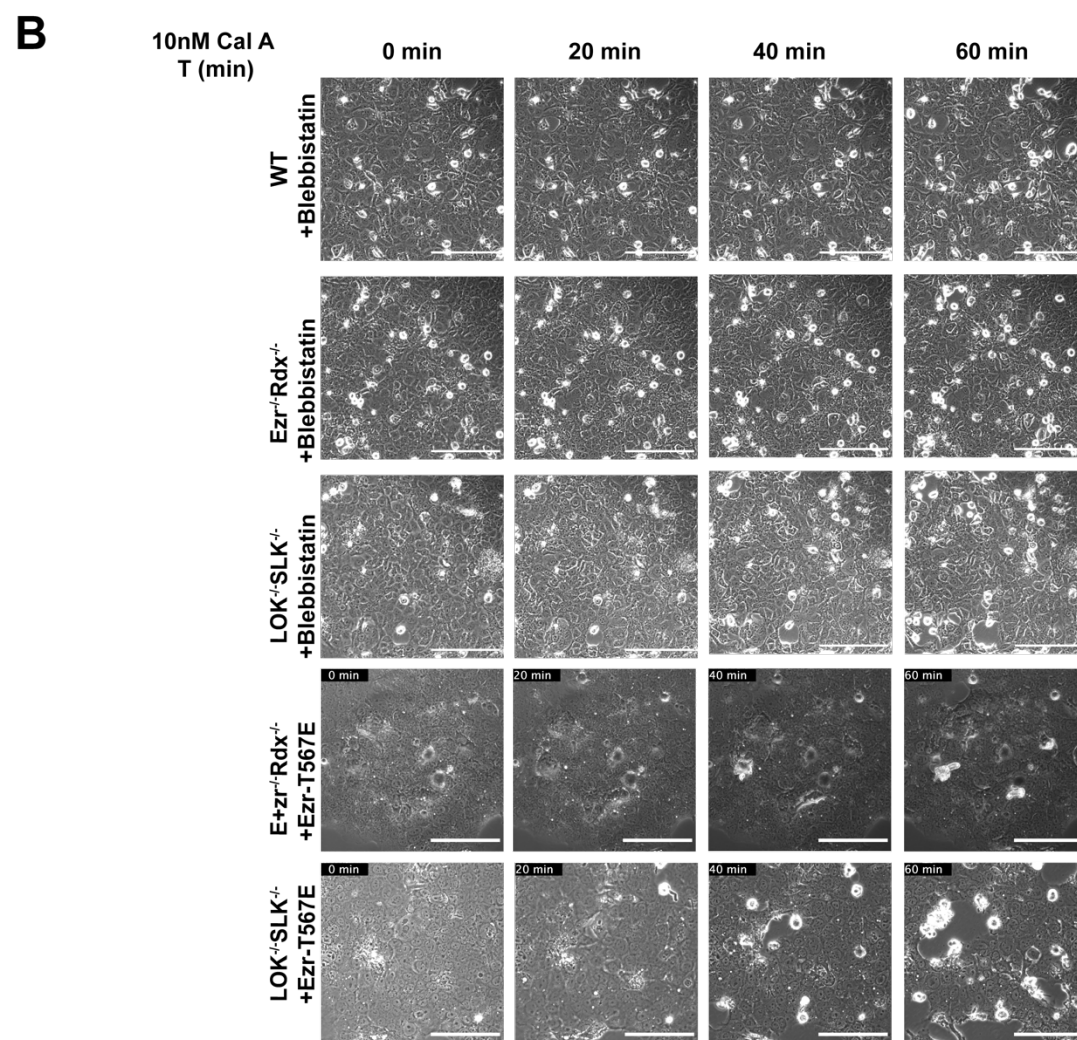 B
10nM Cal A
T (min)
0 min
20 min
40 min
60 min
WT
+Blebbistatin
Ezr⁻/⁻Rdx⁻/⁻
+Blebbistatin
LOK⁻/⁻SLK⁻/⁻
+Blebbistatin
E+zr⁻/⁻Rdx⁻/⁻
+Ezr-T567E
0 min
20 min
40 min
60 min
LOK⁻/⁻SLK⁻/⁻
+Ezr-T567E
0 min
20 min
40 min
60 min